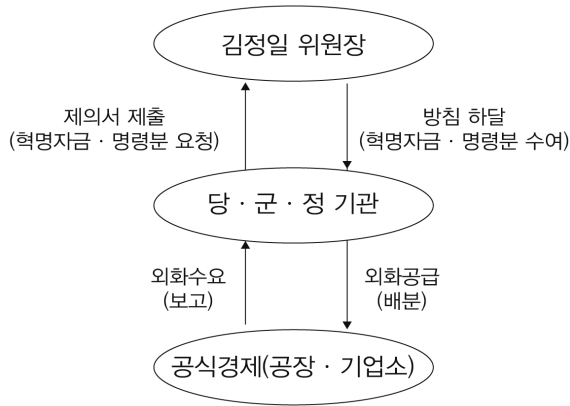 김정일 위원장
제의서 제출
(혁명자금 · 명령분 요청)
방침 하달
(혁명자금 · 명령분 수여)
당 · 군 · 정 기관
외화수요
(보고)
외화공급
(배분)
공식경제(공장 · 기업소)